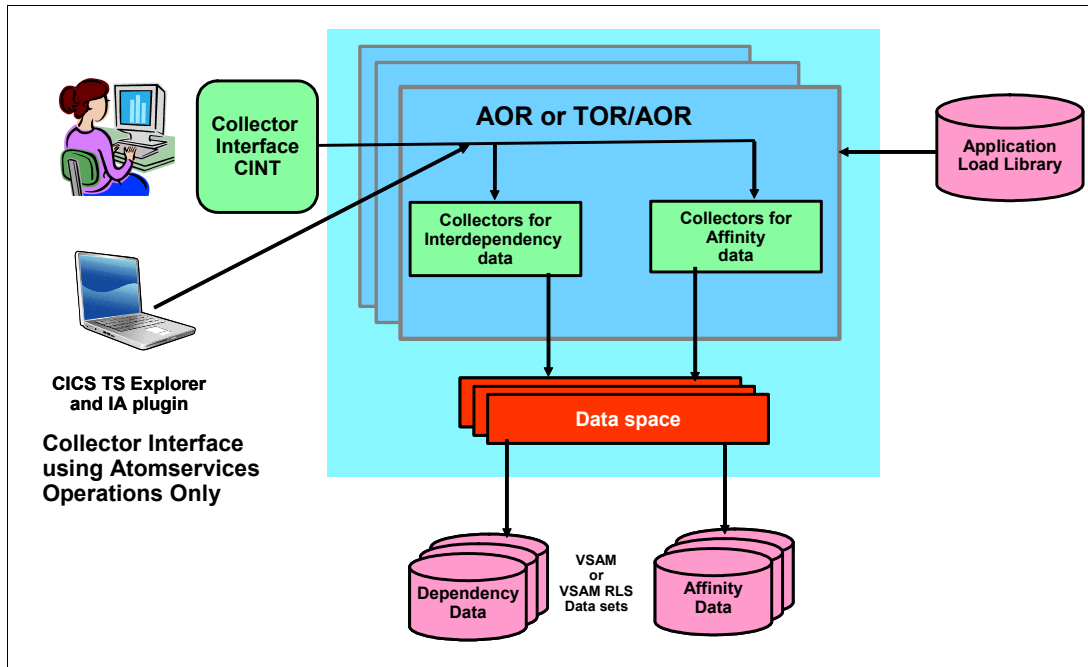 AOR or TOR/AOR
Collector
Interface
CINT
Application
Load Library
Collectors for
Interdependency
data
Collectors for
Affinity
data
CICS TS Explorer
and IA plugin
Collector Interface
using Atomservices
Operations Only
Data space
Dependency
Data
VSAM
or
VSAM RLS
Data sets
Affinity
Data